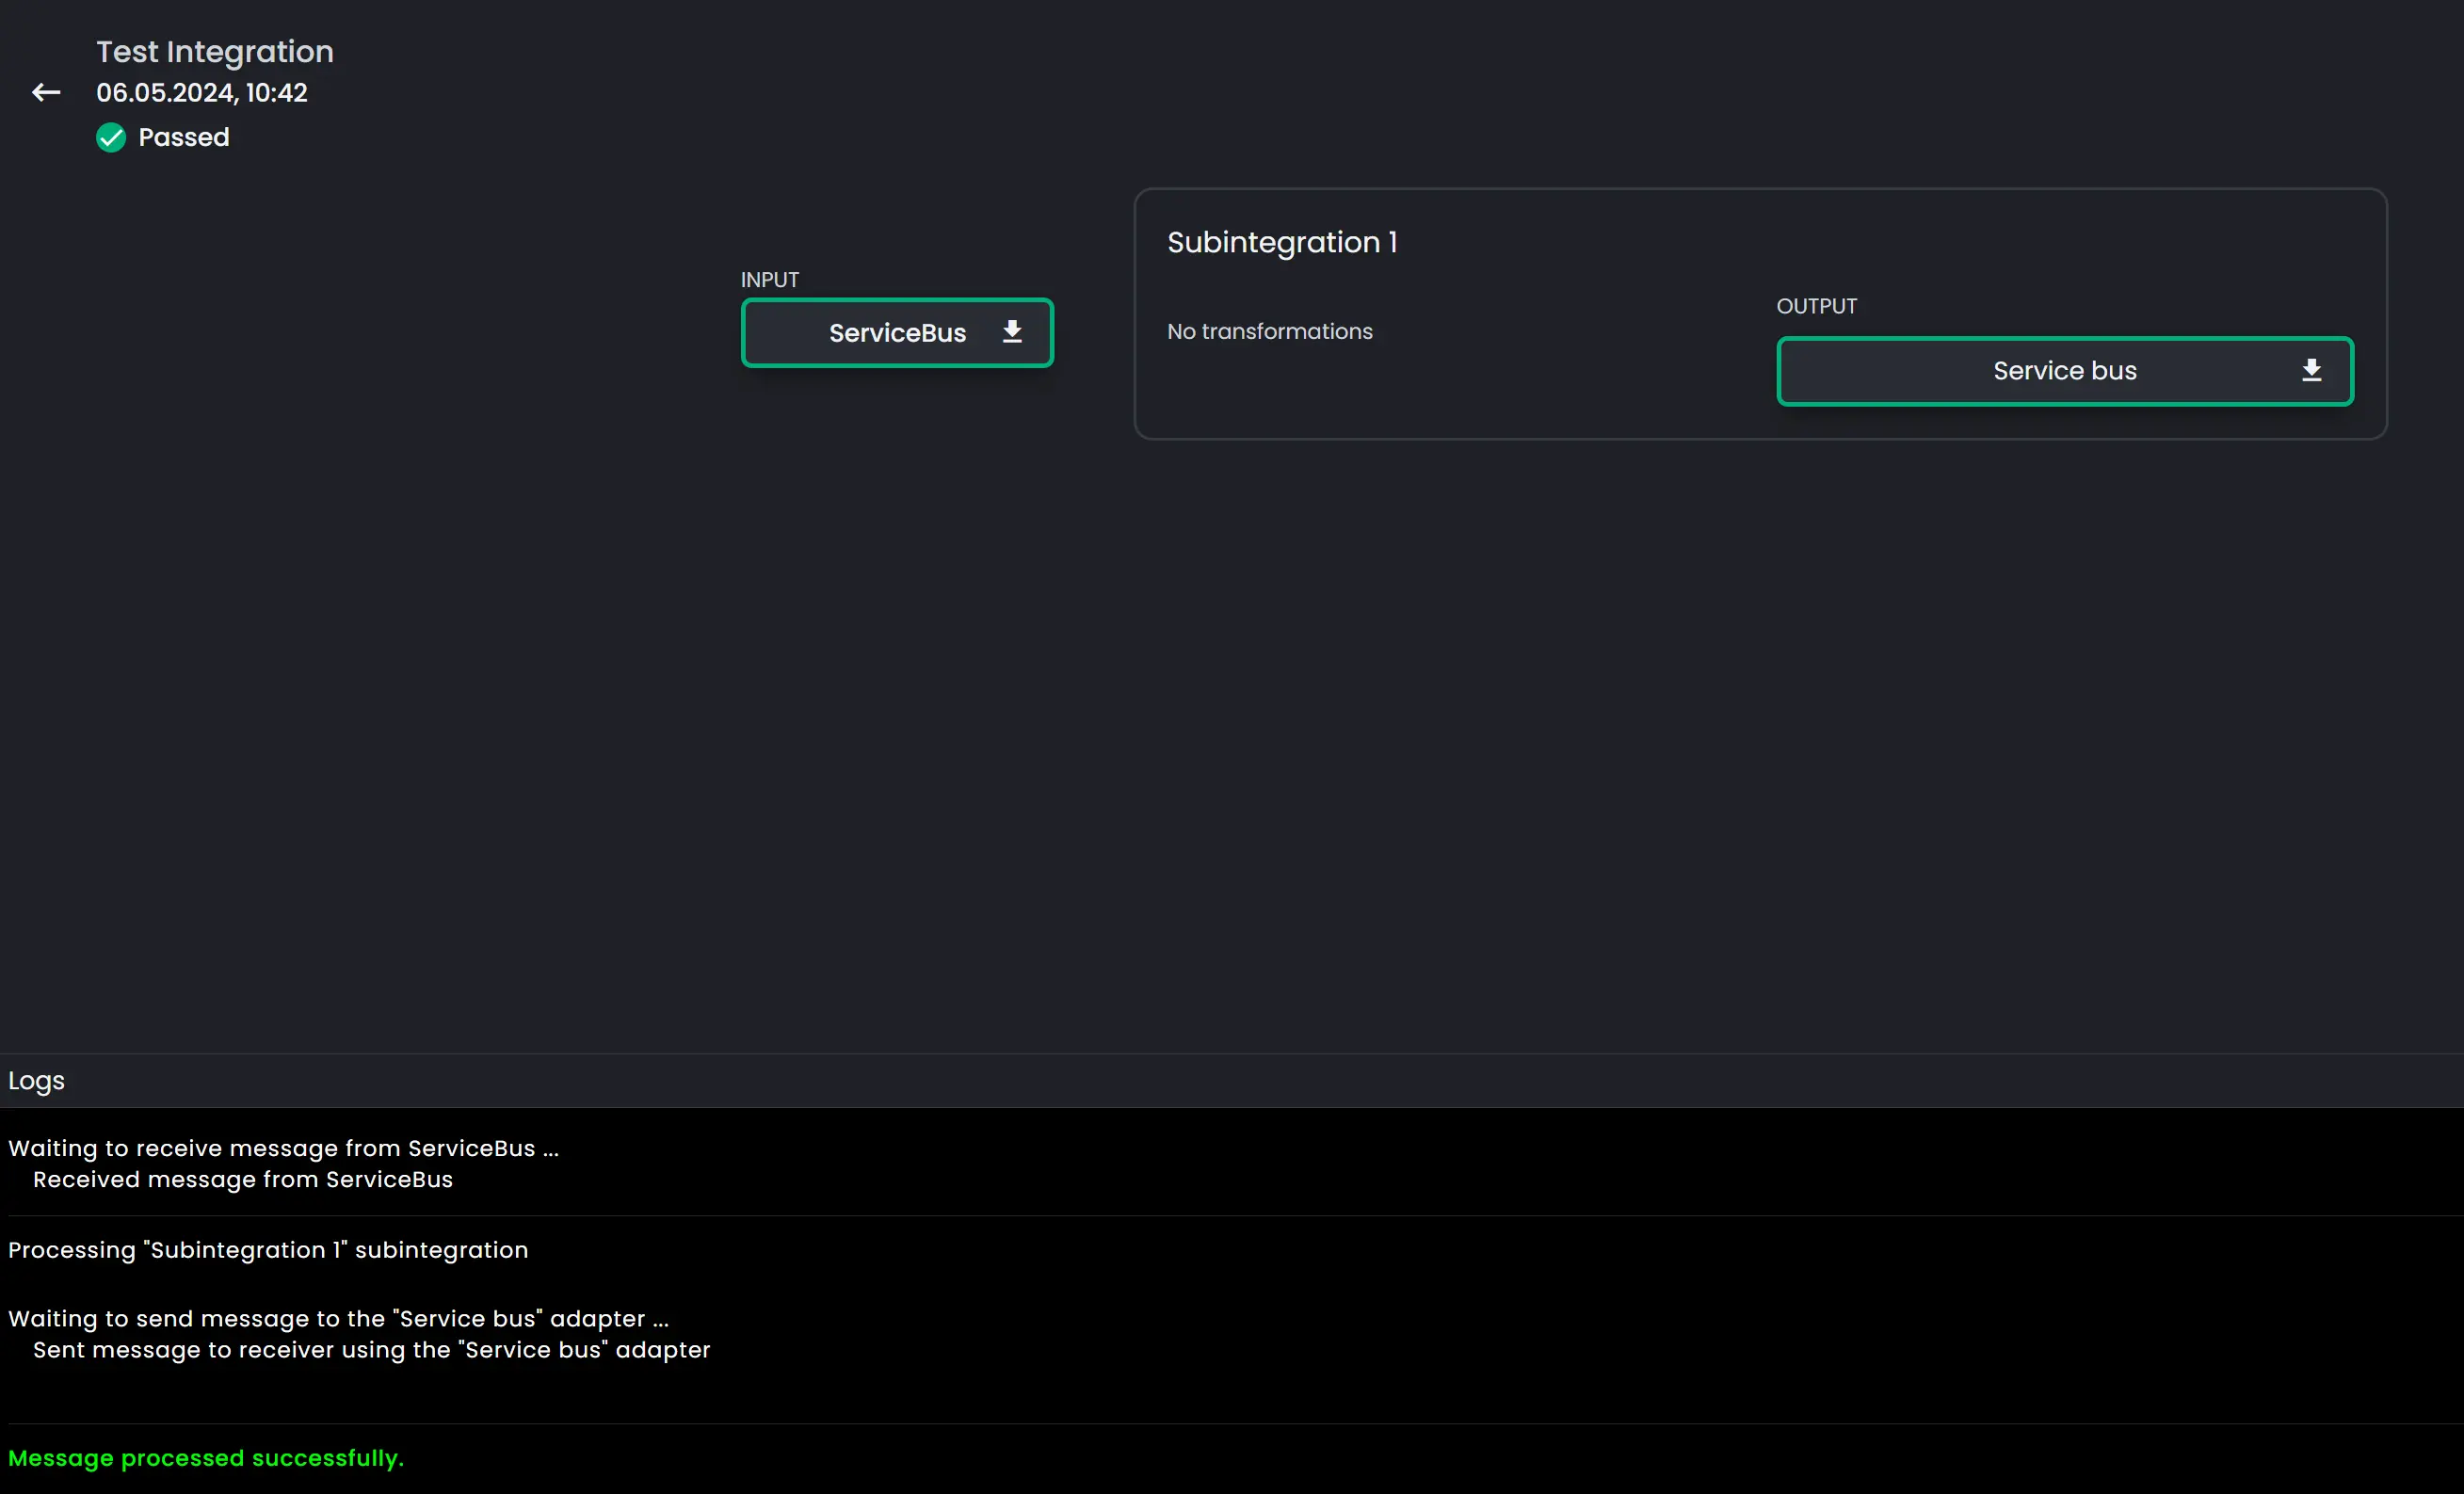 Test Integration
06.05.2024, 10:42
Passed
Subintegration 1
INPUT
ServiceBus
No transformations
OUTPUT
Service bus
Logs
Waiting to receive message from ServiceBus ...
Received message from ServiceBus
Processing "Subintegration 1" subintegration
Waiting to send message to the "Service bus" adapter ...
Sent message to receiver using the "Service bus" adapter
Message processed successfully.